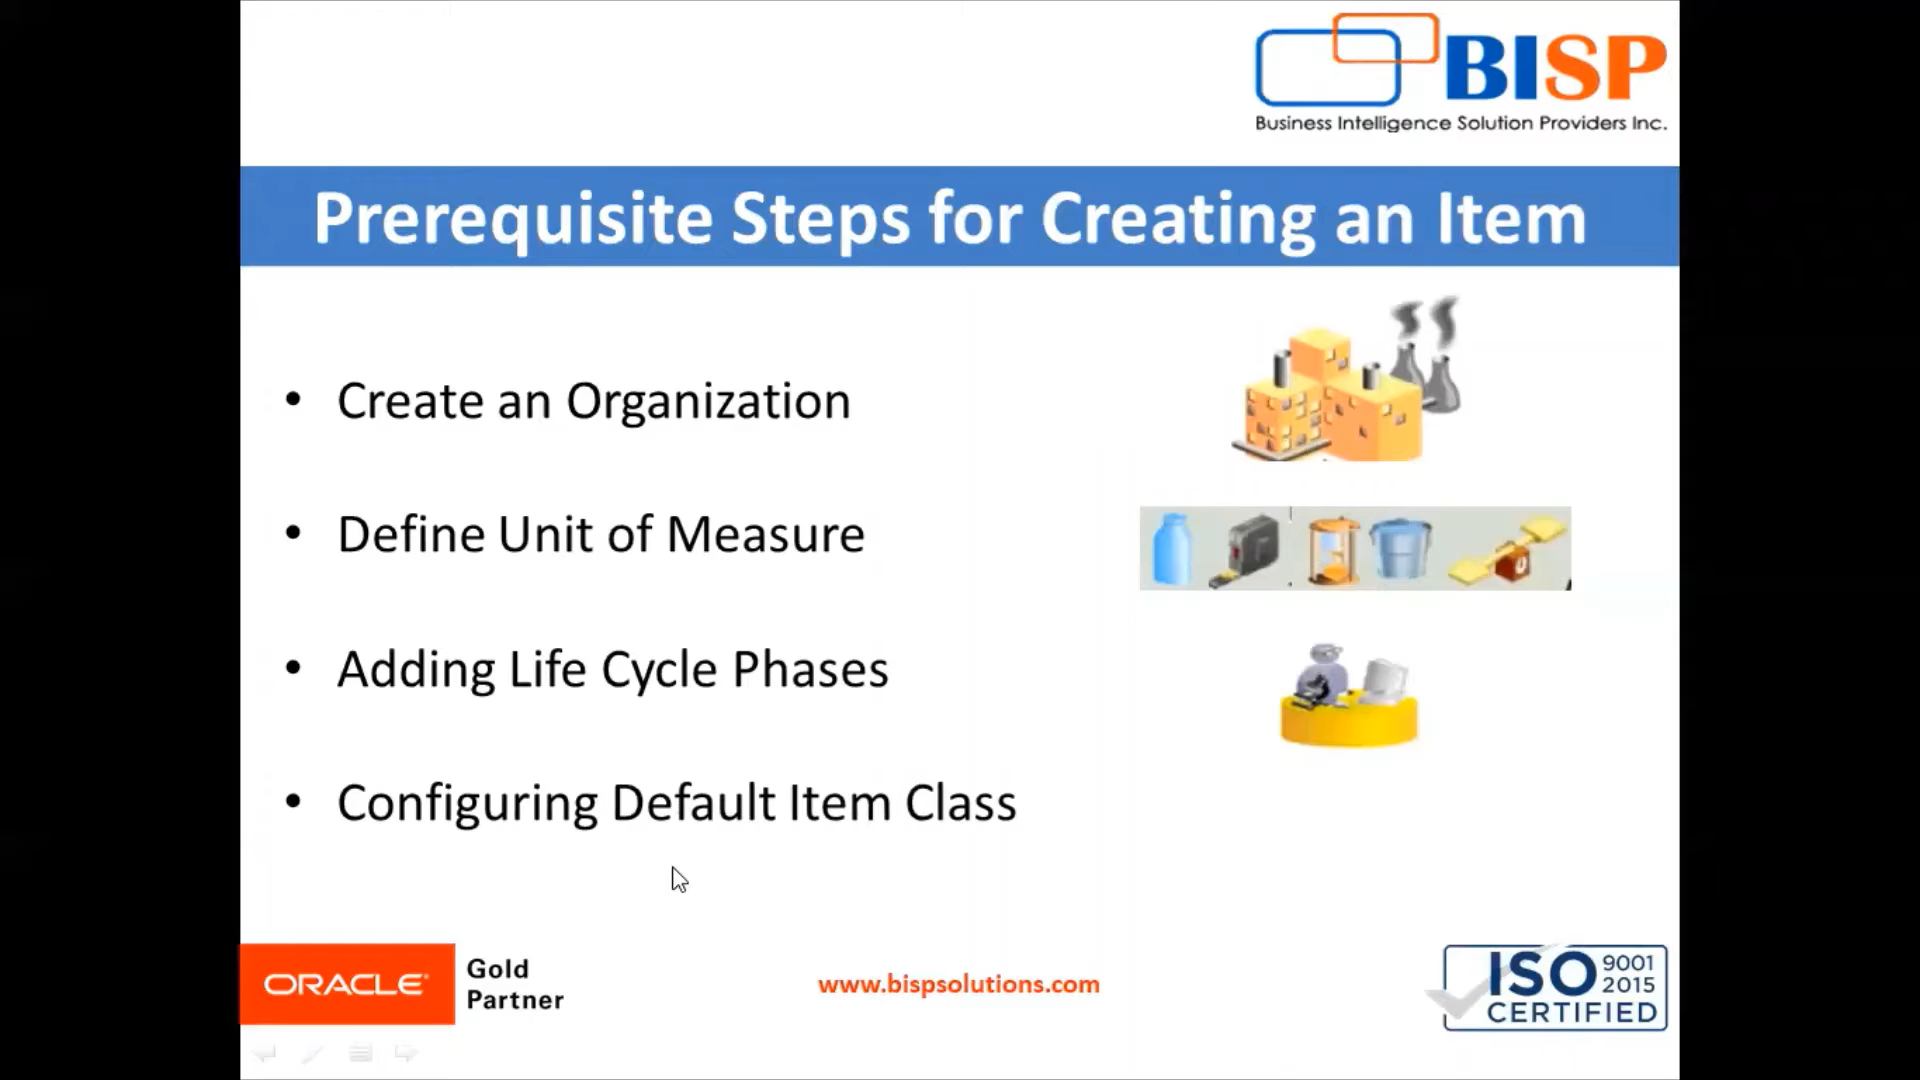 BISP
Business Intelligence Solution Providers Inc.
Prerequisite Steps for Creating an Item
• Create an Organization
• Define Unit of Measure
• Adding Life Cycle Phases
• Configuring Default Item Class
ORACLE
Gold
Partner
www.bispsolutions.com
ISO 9001
2015
CERTIFIED